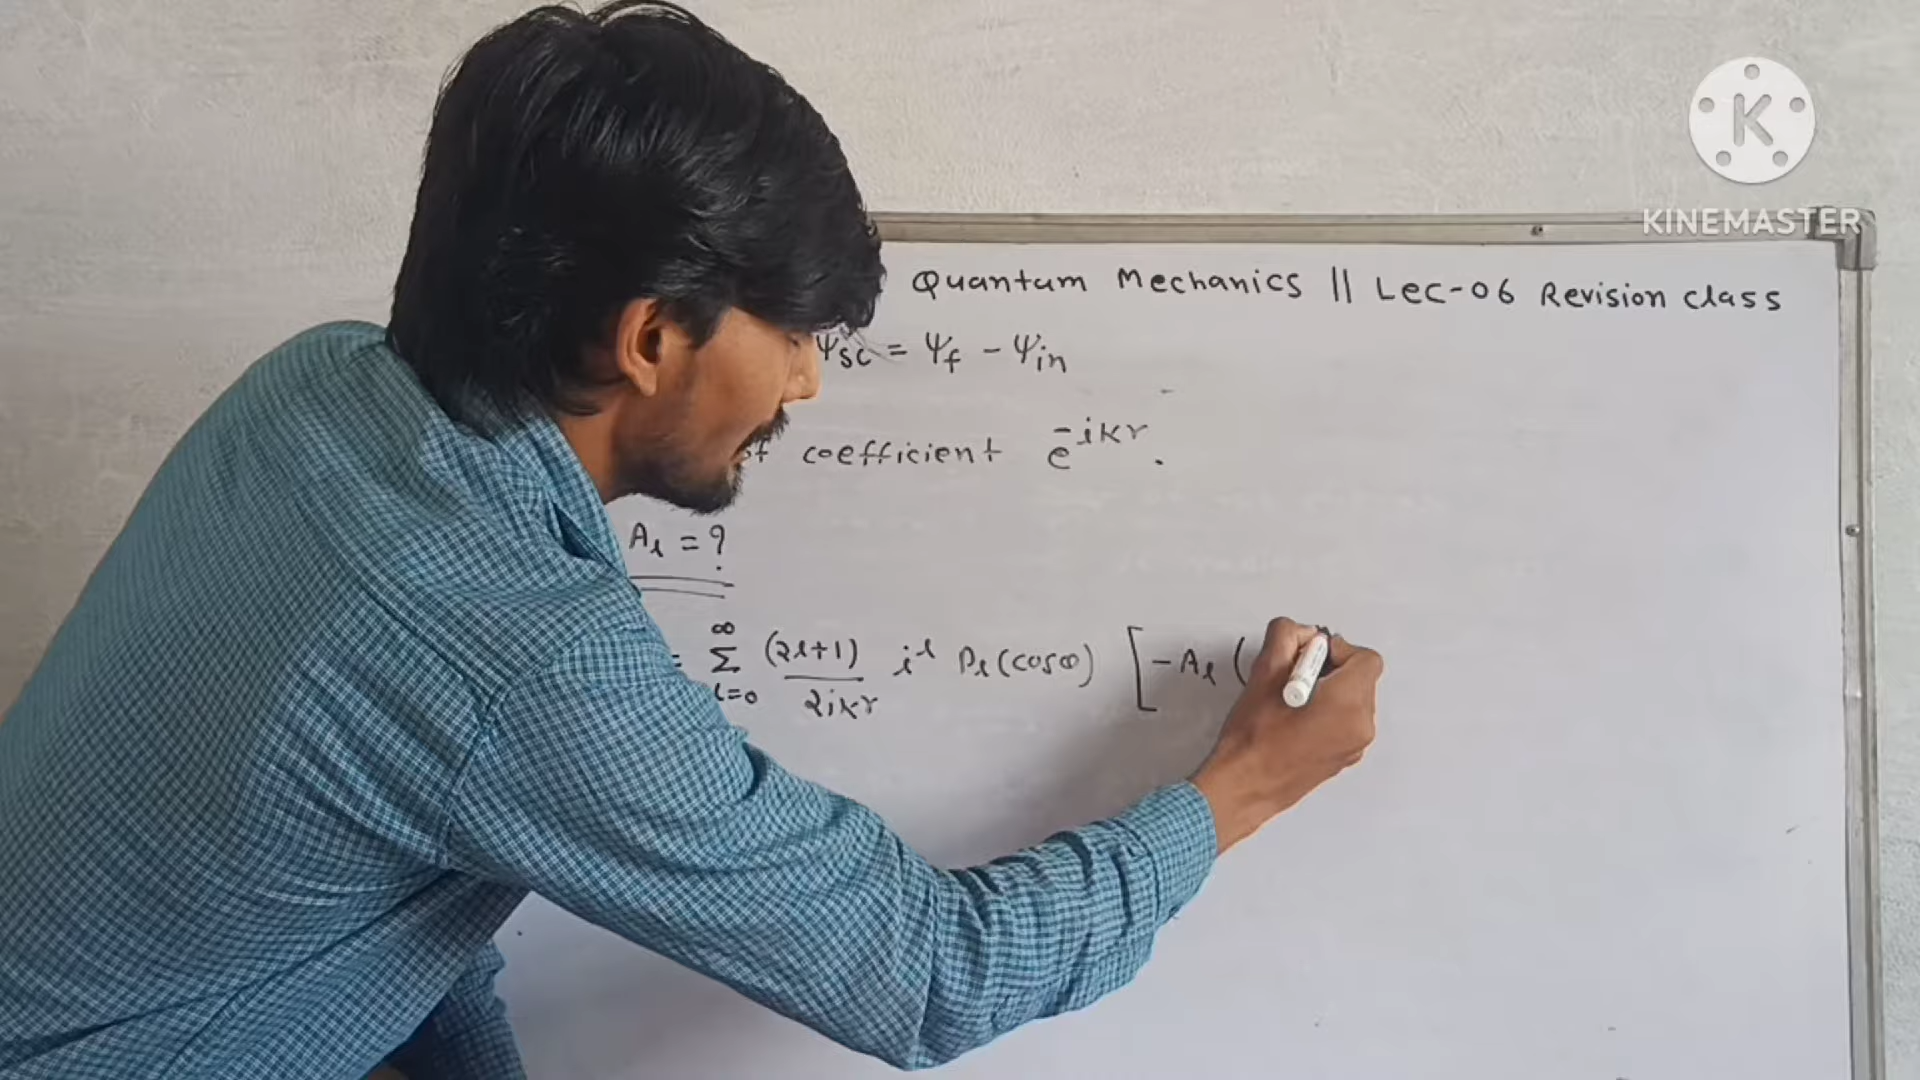 KINEMASTER
Quantum Mechanics || Lec-06 Revision class
Ψsc = Ψf - Ψin
of coefficient e^-ikr.
Aℓ = ?
= ∑ℓ=0^∞ (2ℓ+1)/2ikr i^ℓ Pℓ(cosθ) [-Aℓ (